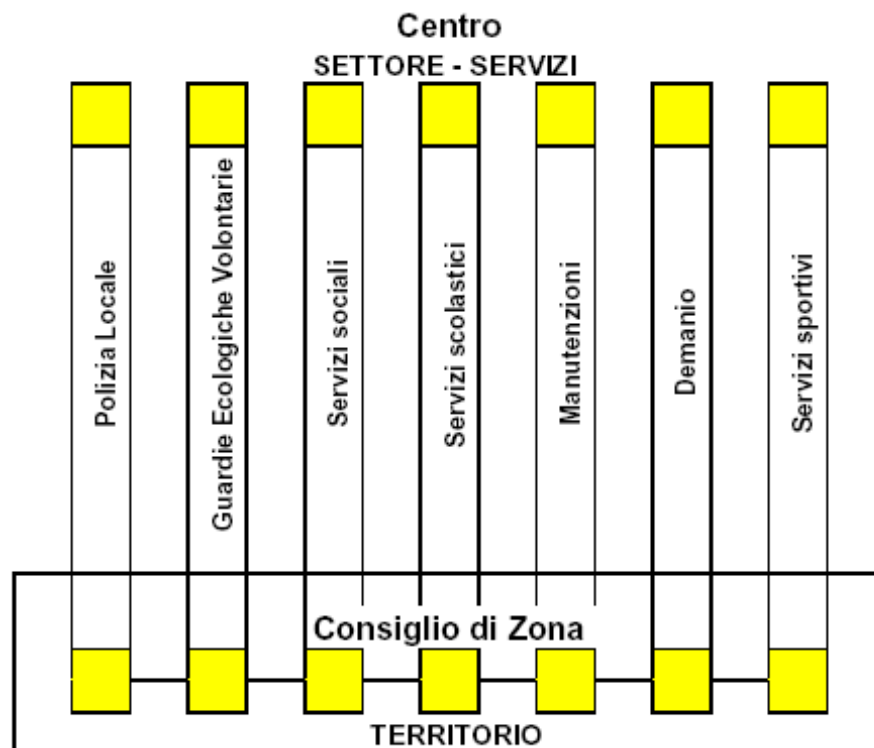 Centro
SETTORE - SERVIZI
Polizia Locale
Guardie Ecologiche Volontarie
Servizi sociali
Servizi scolastici
Manutenzioni
Demanio
Servizi sportivi
Consiglio di Zona
TERRITORIO